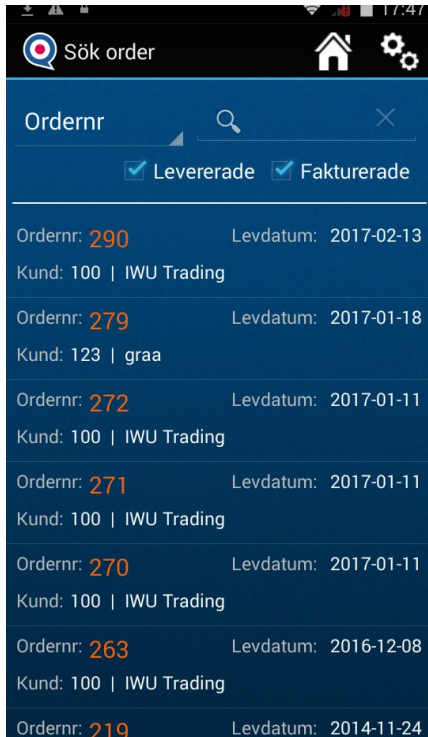 17:47
Sök order
Ordernr
Levererade Fakturerade
Ordernr: 290 Levdatum: 2017-02-13
Kund: 100 | IWU Trading
Ordernr: 279 Levdatum: 2017-01-18
Kund: 123 | graa
Ordernr: 272 Levdatum: 2017-01-11
Kund: 100 | IWU Trading
Ordernr: 271 Levdatum: 2017-01-11
Kund: 100 | IWU Trading
Ordernr: 270 Levdatum: 2017-01-11
Kund: 100 | IWU Trading
Ordernr: 263 Levdatum: 2016-12-08
Kund: 100 | IWU Trading
Ordernr: 219 Levdatum: 2014-11-24